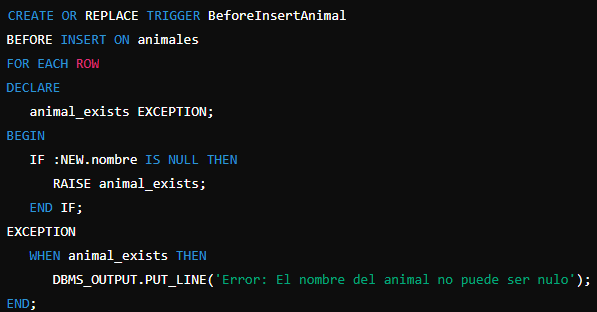 CREATE OR REPLACE TRIGGER BeforeInsertAnimal
BEFORE INSERT ON animales
FOR EACH ROW
DECLARE
animal_exists EXCEPTION;
BEGIN
IF :NEW.nombre IS NULL THEN
RAISE animal_exists;
END IF;
EXCEPTION
WHEN animal_exists THEN
DBMS_OUTPUT.PUT_LINE('Error: El nombre del animal no puede ser nulo');
END;